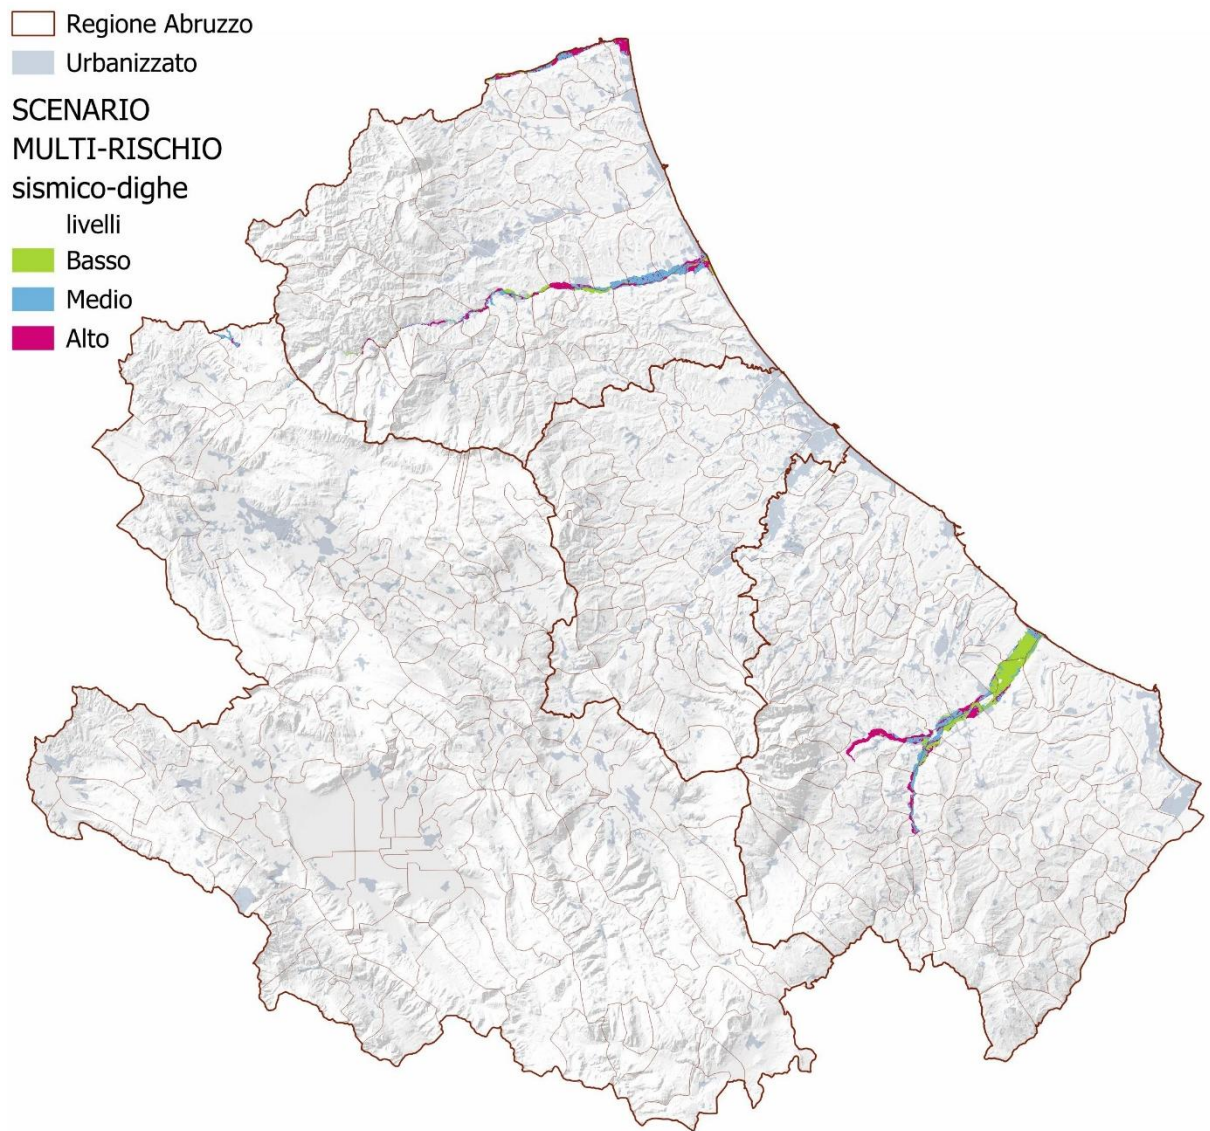 Regione Abruzzo
Urbanizzato
SCENARIO
MULTI-RISCHIO
sismico-dighe
livelli
Basso
Medio
Alto